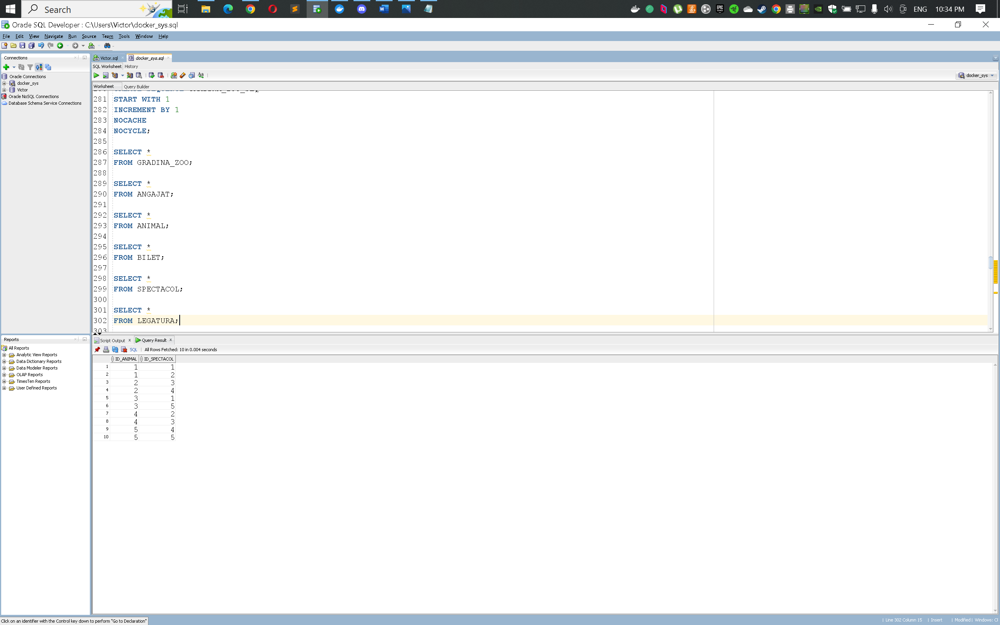 Search
ENG
10:34 PM
Oracle SQL Developer : C:\Users\Victor\docker_sys.sql
File Edit View Navigate Run Source Team Tools Window Help
Connections
Oracle Connections
docker_sys
Victor
Oracle NoSQL Connections
Database Schema Service Connections
Victor.sql
docker_sys.sql
SQL Worksheet History
docker_sys
Worksheet Query Builder
281 START WITH 1
282 INCREMENT BY 1
283 NOCACHE
284 NOCYCLE;
285
286 SELECT *
287 FROM GRADINA_ZOO;
288
289 SELECT *
290 FROM ANGAJAT;
291
292 SELECT *
293 FROM ANIMAL;
294
295 SELECT *
296 FROM BILET;
297
298 SELECT *
299 FROM SPECTACOL;
300
301 SELECT *
302 FROM LEGATURA;
303
Reports
All Reports
Analytic View Reports
Data Dictionary Reports
Data Modeler Reports
OLAP Reports
TimesTen Reports
User Defined Reports
Script Output x Query Result x
SQL All Rows Fetched: 10 in 0.004 seconds
ID_ANIMAL ID_SPECTACOL
1 1 1
2 1 2
3 2 3
4 2 4
5 3 1
6 3 5
7 4 2
8 4 3
9 5 4
10 5 5
Click on an identifier with the Control key down to perform "Go to Declaration"
Line 302 Column 15 Insert Modified Windows: